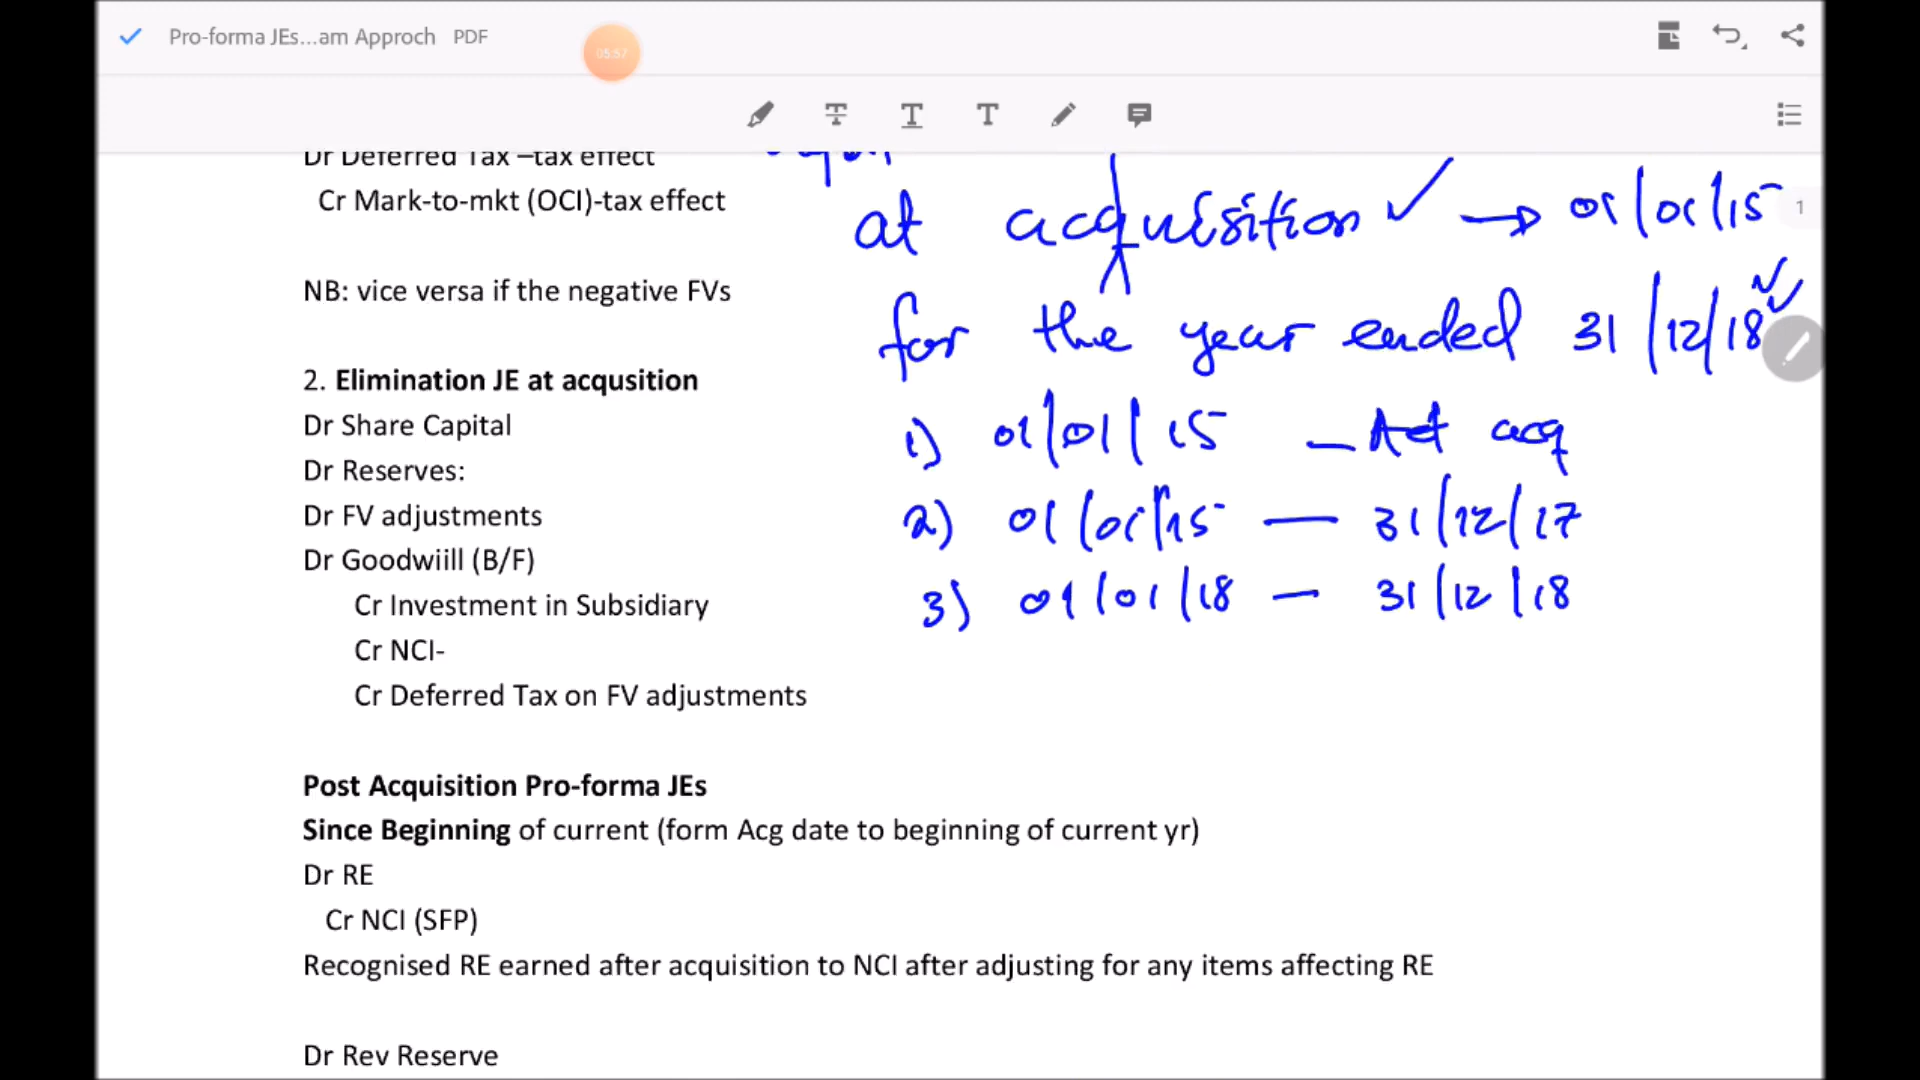 Pro-forma JEs...am Approch PDF
05:57
Dr Deferred Tax –tax effect
Cr Mark-to-mkt (OCI)-tax effect
at acquisition → 01/01/15
1
NB: vice versa if the negative FVs
for the year ended 31/12/18
2. Elimination JE at acqusition
Dr Share Capital
1) 01/01/15 – At acq
Dr Reserves:
Dr FV adjustments
2) 01/01/15 — 31/12/17
Dr Goodwiill (B/F)
Cr Investment in Subsidiary
3) 01/01/18 – 31/12/18
Cr NCI-
Cr Deferred Tax on FV adjustments
Post Acquisition Pro-forma JEs
Since Beginning of current (form Acg date to beginning of current yr)
Dr RE
Cr NCI (SFP)
Recognised RE earned after acquisition to NCI after adjusting for any items affecting RE
Dr Rev Reserve